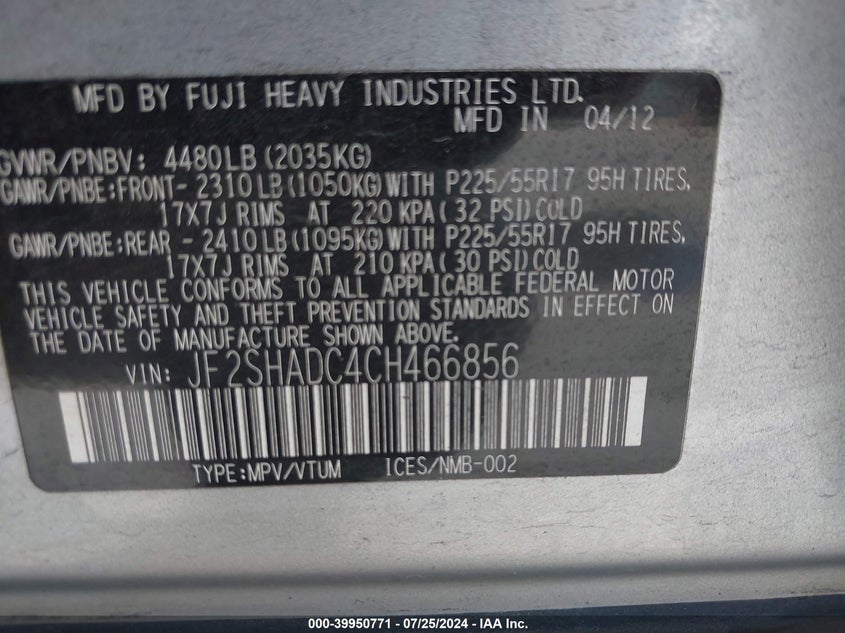 MFD BY FUJI HEAVY INDUSTRIES LTD.
MFD IN 04/12
GVWR/PNBV: 4480LB(2035KG)
GAWR/PNBE:FRONT- 2310LB(1050KG)WITH P225/55R17 95H TIRES,
17X7J RIMS AT 220 KPA(32 PSI)COLD
GAWR/PNBE:REAR - 2410LB(1095KG)WITH P225/55R17 95H TIRES,
17X7J RIMS AT 210 KPA(30 PSI)COLD
THIS VEHICLE CONFORMS TO ALL APPLICABLE FEDERAL MOTOR
VEHICLE SAFETY AND THEFT PREVENTION STANDARDS IN EFFECT ON
THE DATE OF MANUFACTURE SHOWN ABOVE.
VIN: JF2SHADC4CH466856
TYPE:MPV/VTUM ICES/NMB-002
000-39950771 - 07/25/2024 - IAAI.com